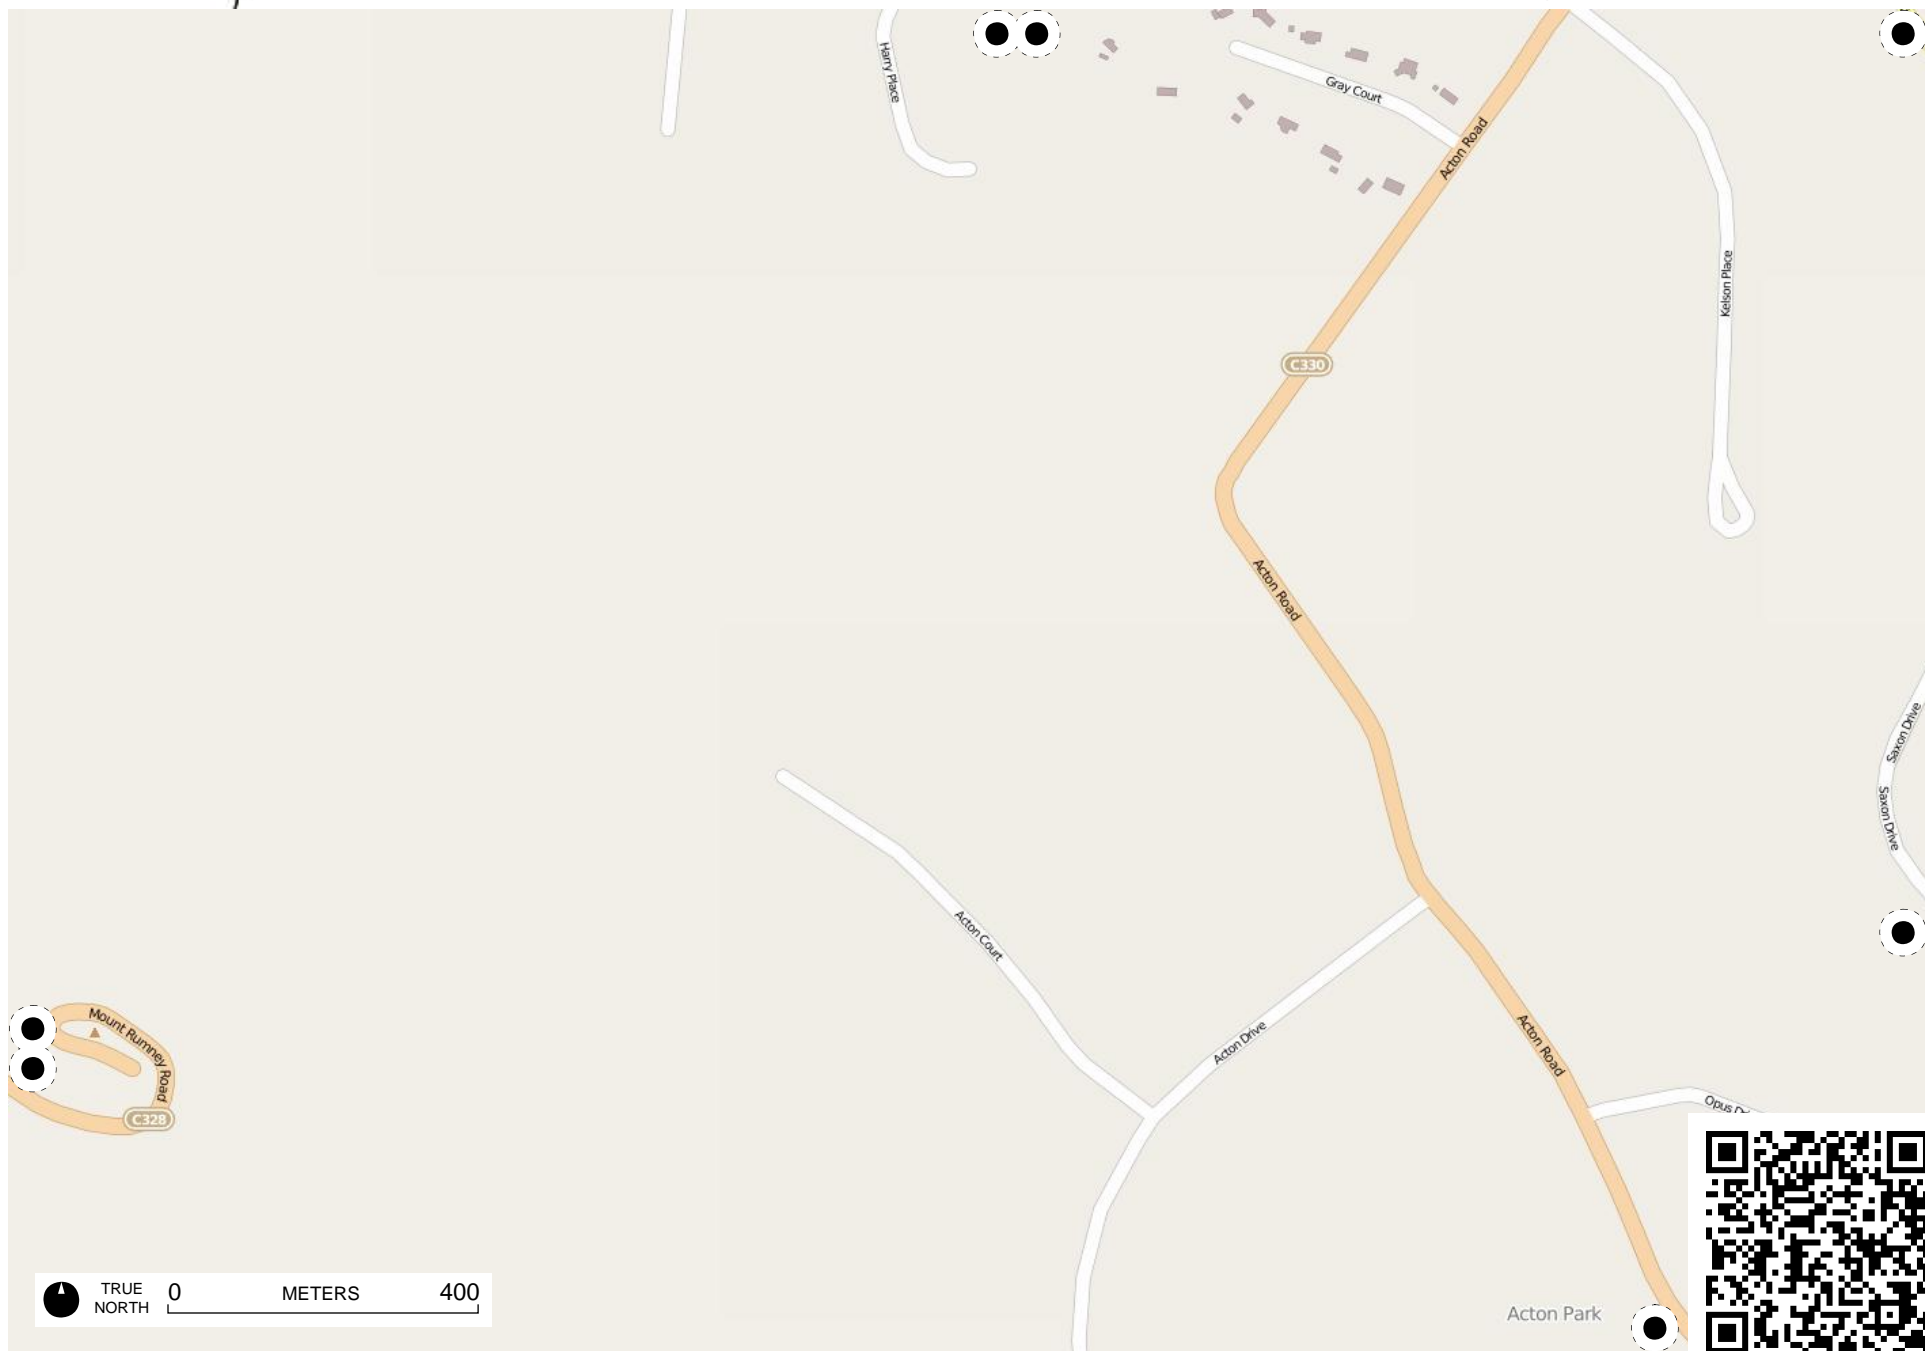 Harry Place
Gray Court
Acton Road
Kelson Place
C330
Acton Road
Saxon Drive
Saxon Drive
Acton Court
Mount Rumney Road
Acton Drive
Acton Road
Opus
C328
TRUE
NORTH
0 METERS 400
Acton Park